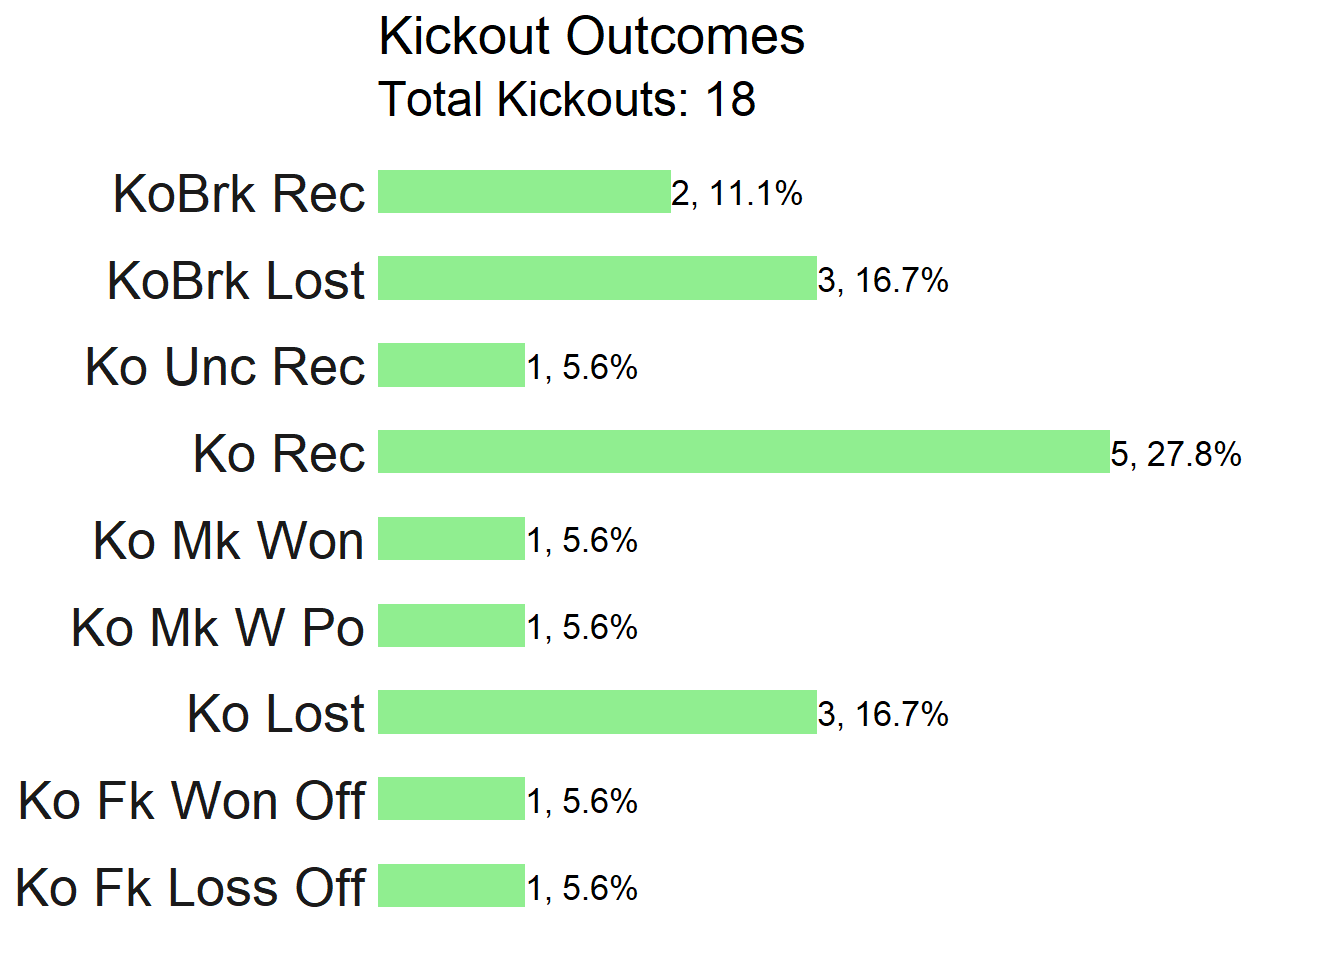 Kickout Outcomes
Total Kickouts: 18
KoBrk Rec 2, 11.1%
KoBrk Lost 3, 16.7%
Ko Unc Rec 1, 5.6%
Ko Rec 5, 27.8%
Ko Mk Won 1, 5.6%
Ko Mk W Po 1, 5.6%
Ko Lost 3, 16.7%
Ko Fk Won Off 1, 5.6%
Ko Fk Loss Off 1, 5.6%